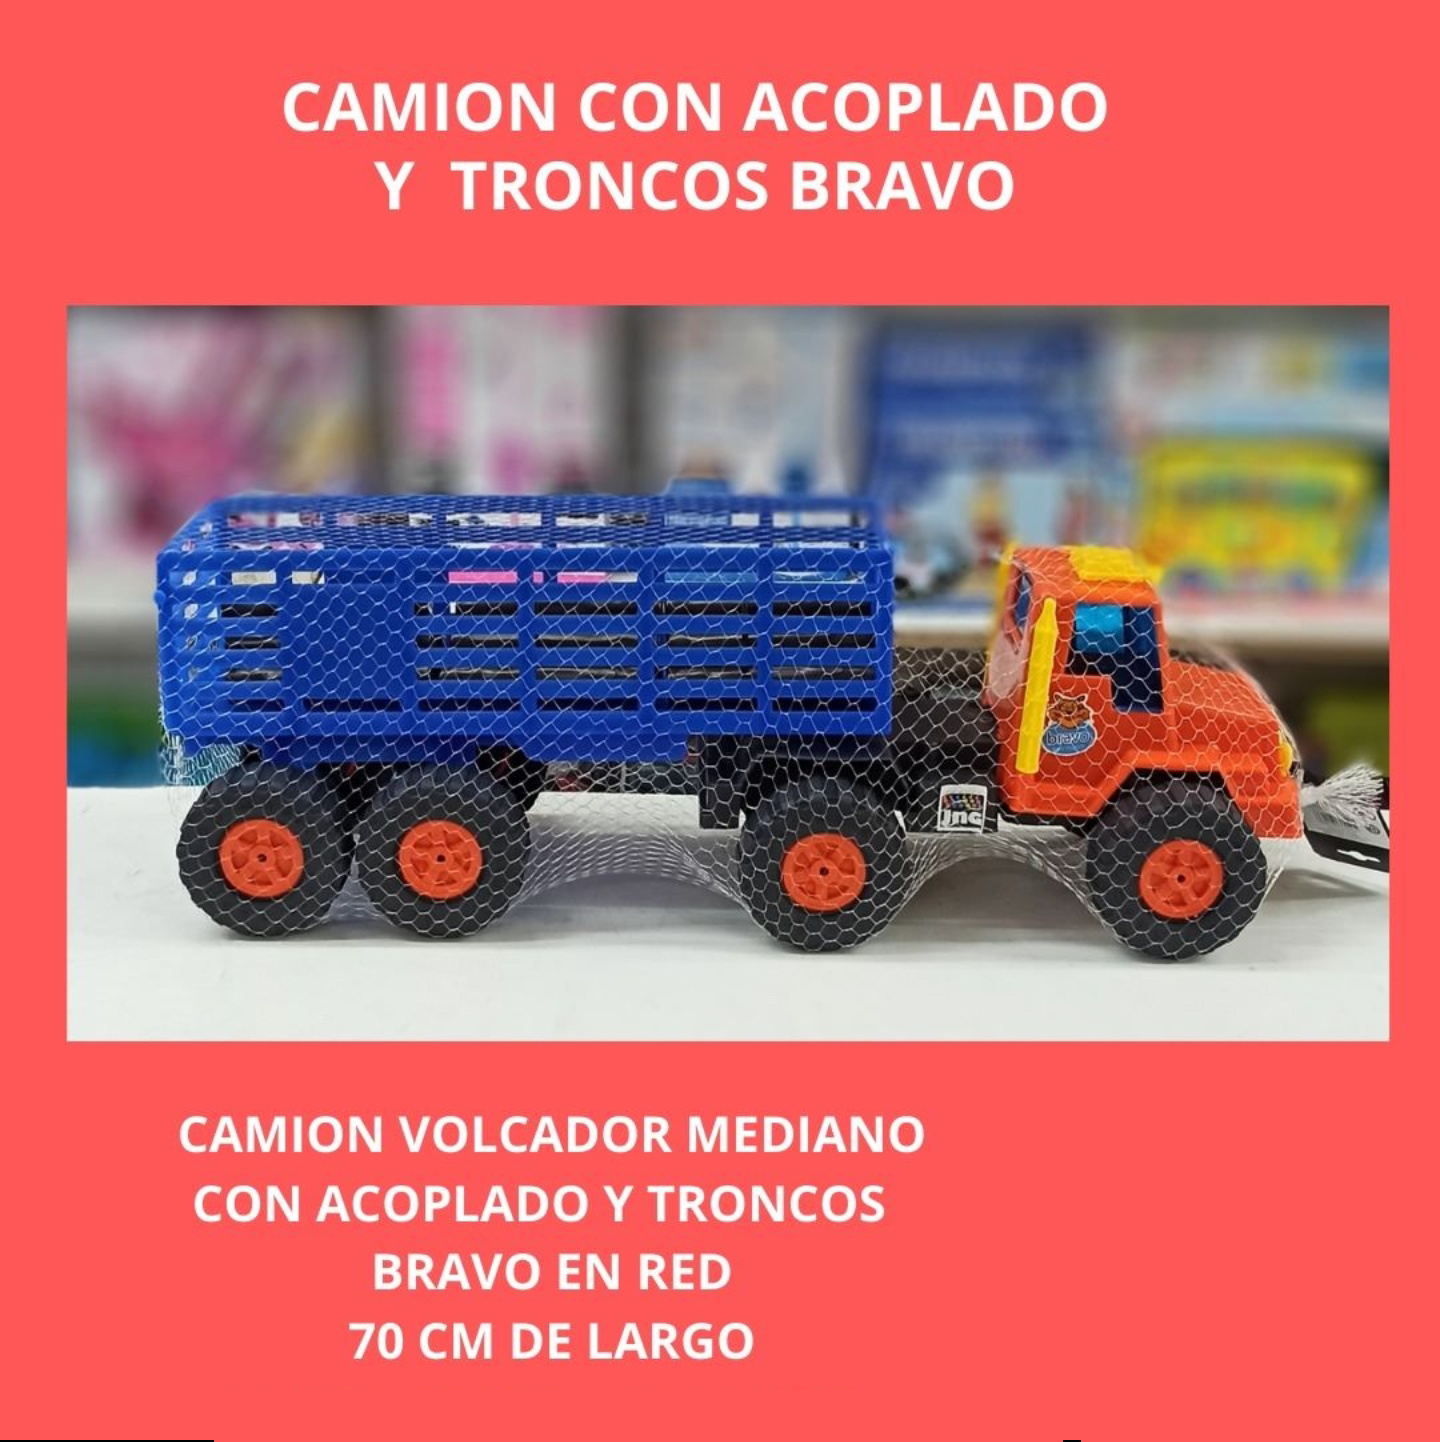 CAMION CON ACOPLADO
Y TRONCOS BRAVO
bravo
jng
CAMION VOLCADOR MEDIANO
CON ACOPLADO Y TRONCOS
BRAVO EN RED
70 CM DE LARGO